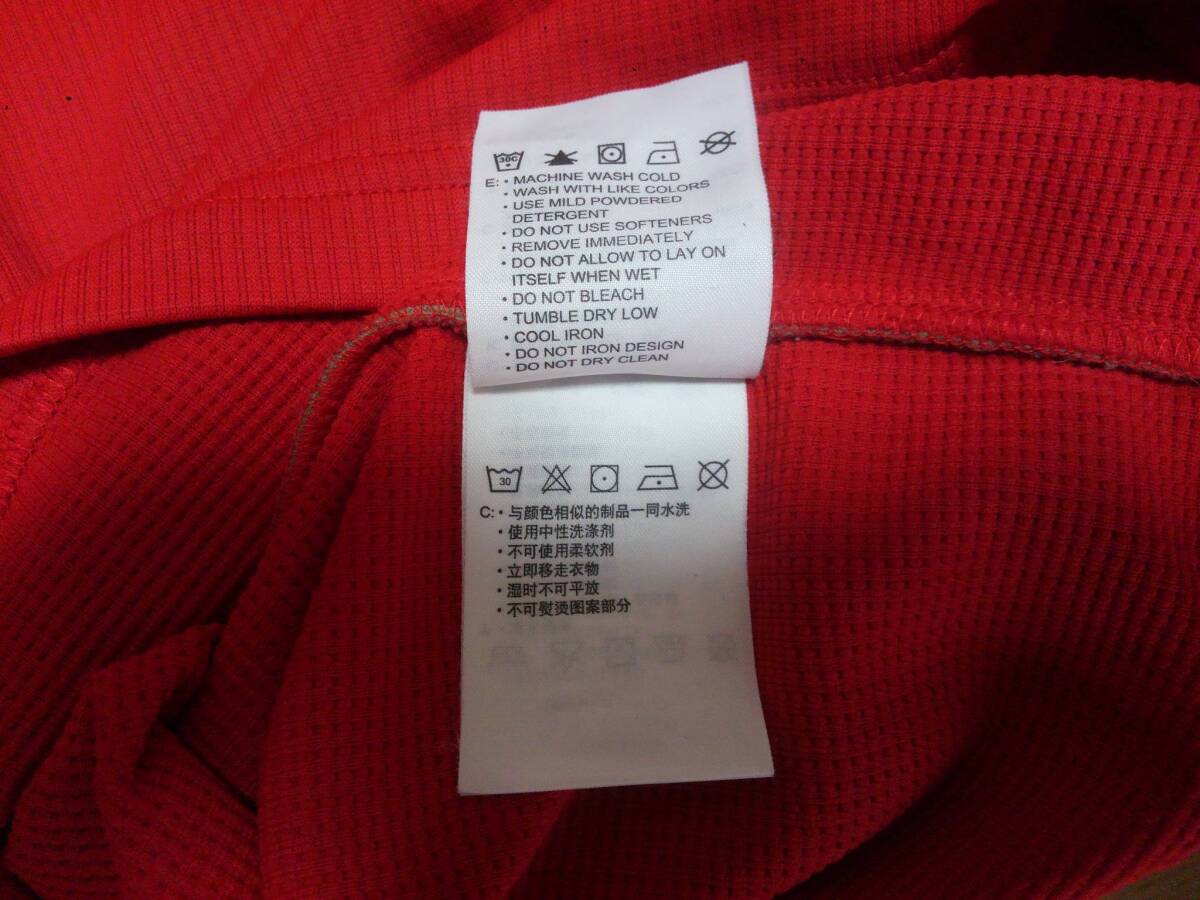 30C
E: • MACHINE WASH COLD
• WASH WITH LIKE COLORS
• USE MILD POWDERED
DETERGENT
• DO NOT USE SOFTENERS
• REMOVE IMMEDIATELY
• DO NOT ALLOW TO LAY ON
ITSELF WHEN WET
• DO NOT BLEACH
• TUMBLE DRY LOW
• COOL IRON
• DO NOT IRON DESIGN
• DO NOT DRY CLEAN
30
C: • 与颜色相似的制品一同水洗
• 使用中性洗涤剂
• 不可使用柔软剂
• 立即移走衣物
• 湿时不可平放
• 不可熨烫图案部分